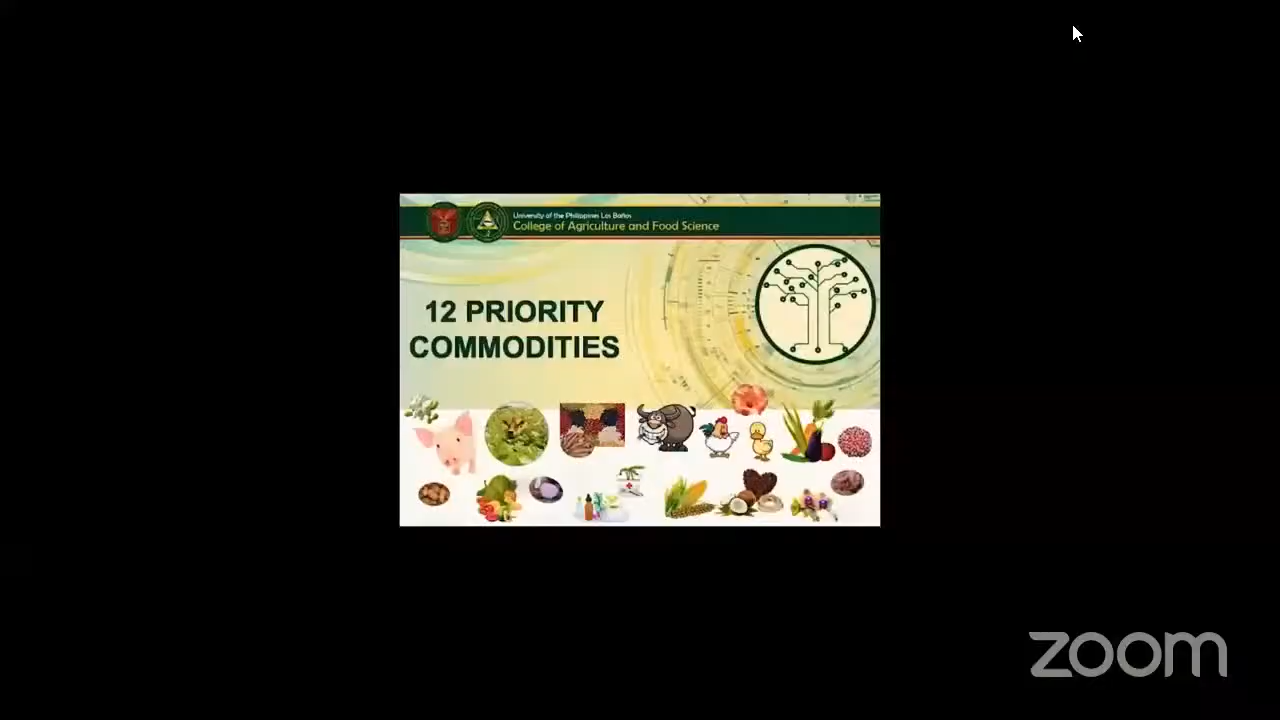 University of the Philippines Los Baños
College of Agriculture and Food Science
12 PRIORITY
COMMODITIES
zoom